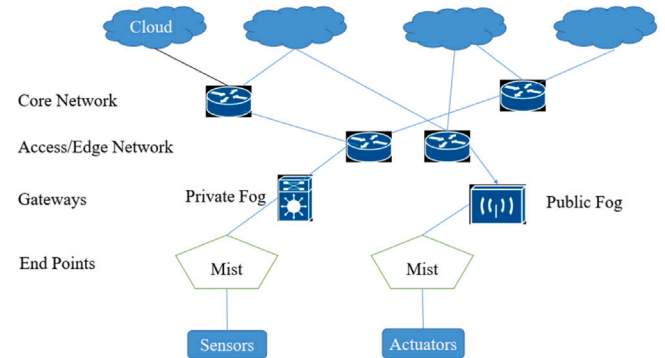 Cloud
Core Network
Access/Edge Network
Gateways
Private Fog
Public Fog
End Points
Mist
Mist
Sensors
Actuators